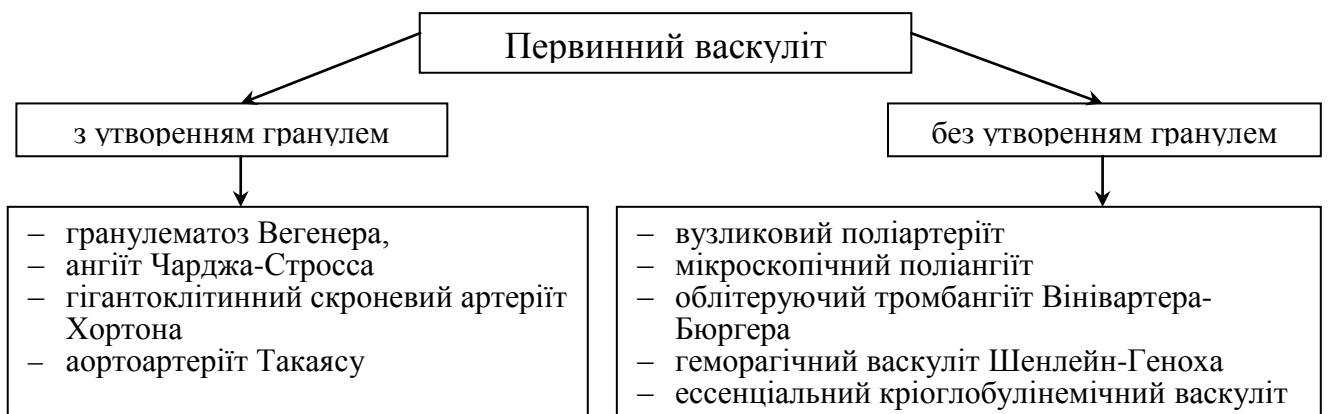 Первинний васкуліт
з утворенням гранулем
без утворенням гранулем
– гранулематоз Вегенера,
– ангіїт Чарджа-Стросса
– гігантоклітинний скроневий артеріїт
Хортона
– аортоартеріїт Такаясу
– вузликовий поліартеріїт
– мікроскопічний поліангіїт
– облітеруючий тромбангіїт Вінівартера-
Бюргера
– геморагічний васкуліт Шенлейн-Геноха
– ессенціальний кріоглобулінемічний васкуліт